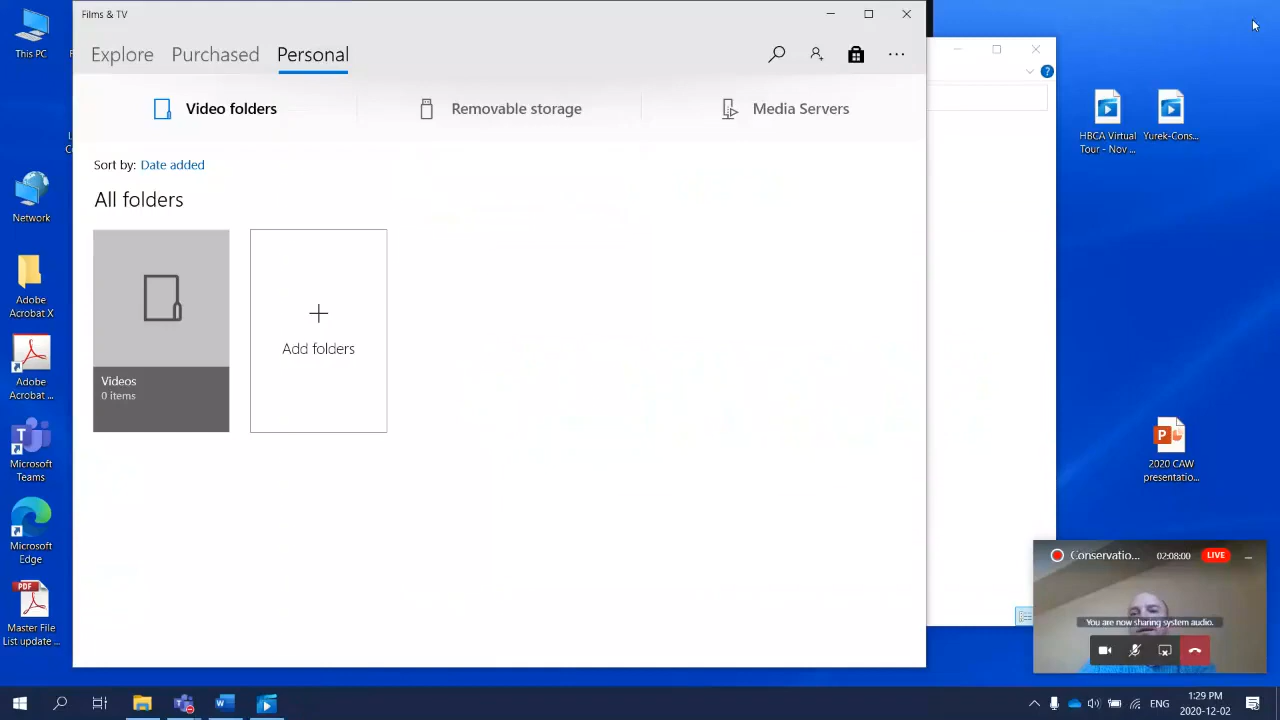 Films & TV
Explore Purchased Personal
Video folders
Removable storage
Media Servers
Sort by: Date added
All folders
Videos
0 items
Add folders
This PC
Network
Adobe
Acrobat X
Adobe
Acrobat ...
Microsoft
Teams
Microsoft
Edge
PDF
Master File
List update ...
HBCA Virtual
Tour - Nov ...
Yurek-Cons...
2020 CAW
presentatio...
Conservatio...
02:08:00
LIVE
You are now sharing system audio.
ENG
1:29 PM
2020-12-02